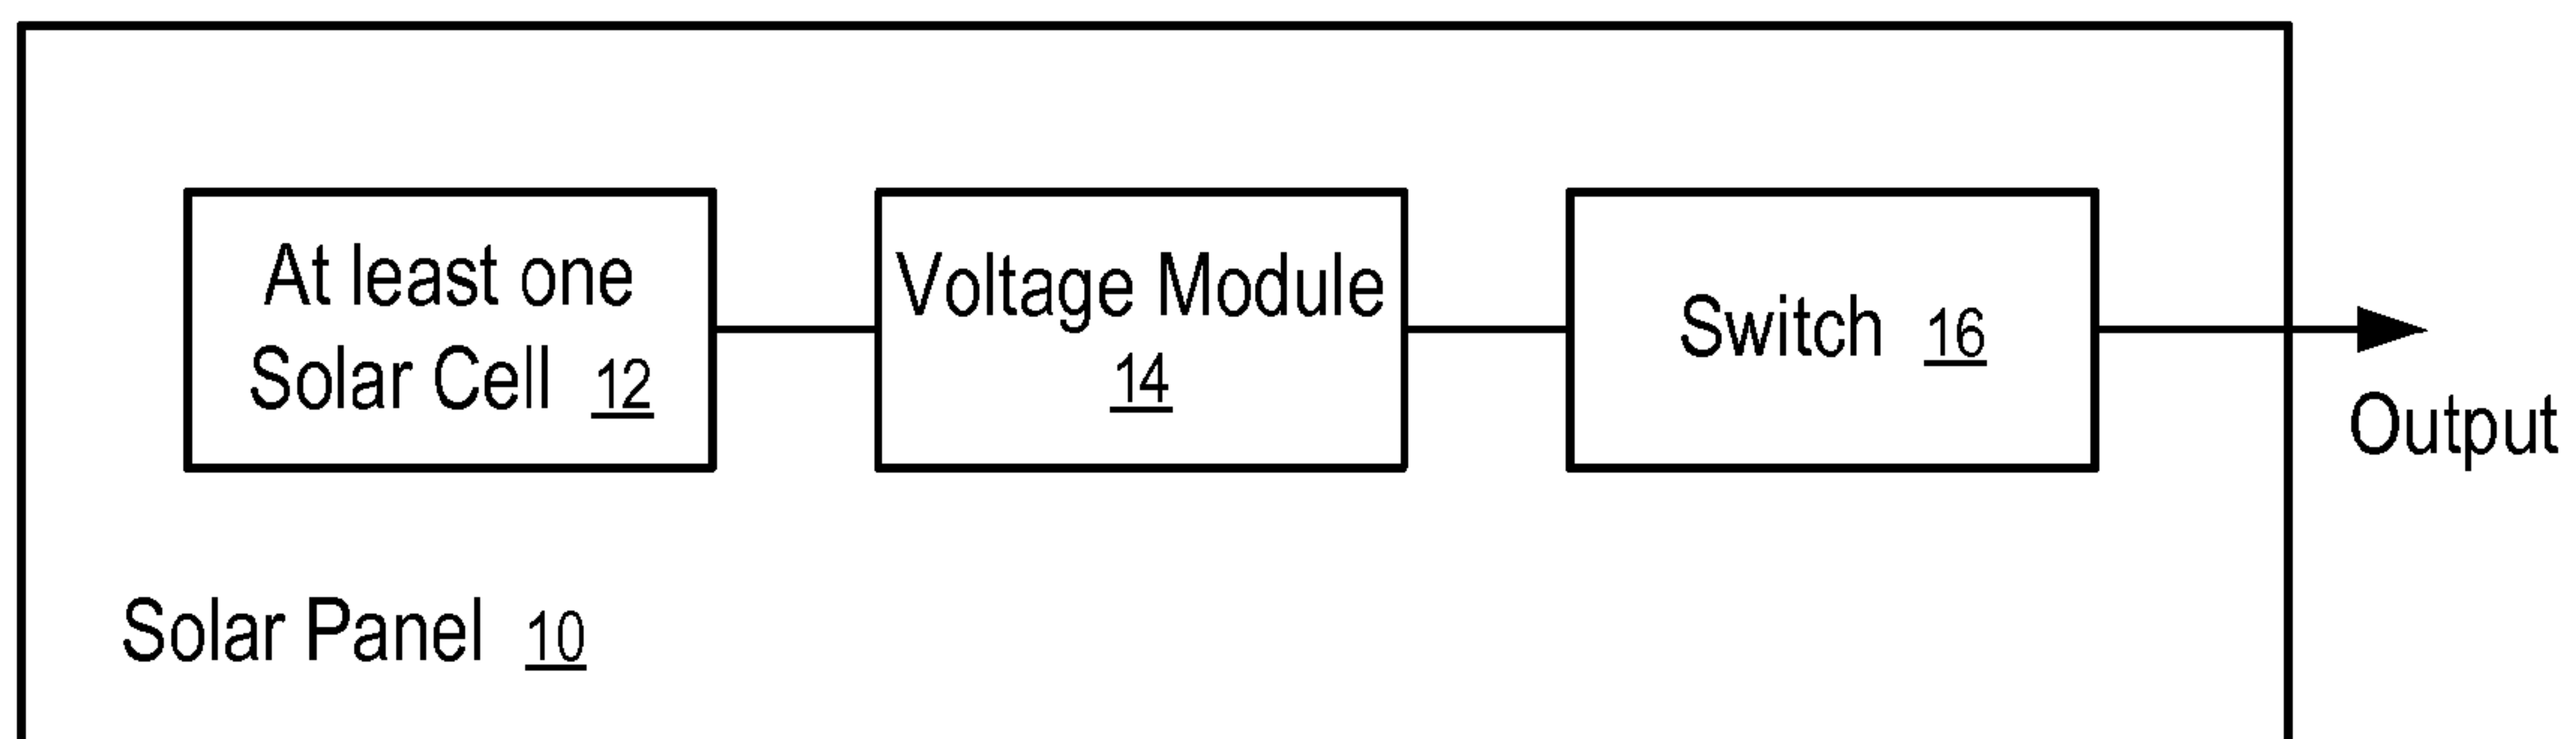 At least one
Solar Cell 12
Voltage Module
14
Switch 16
Output
Solar Panel 10